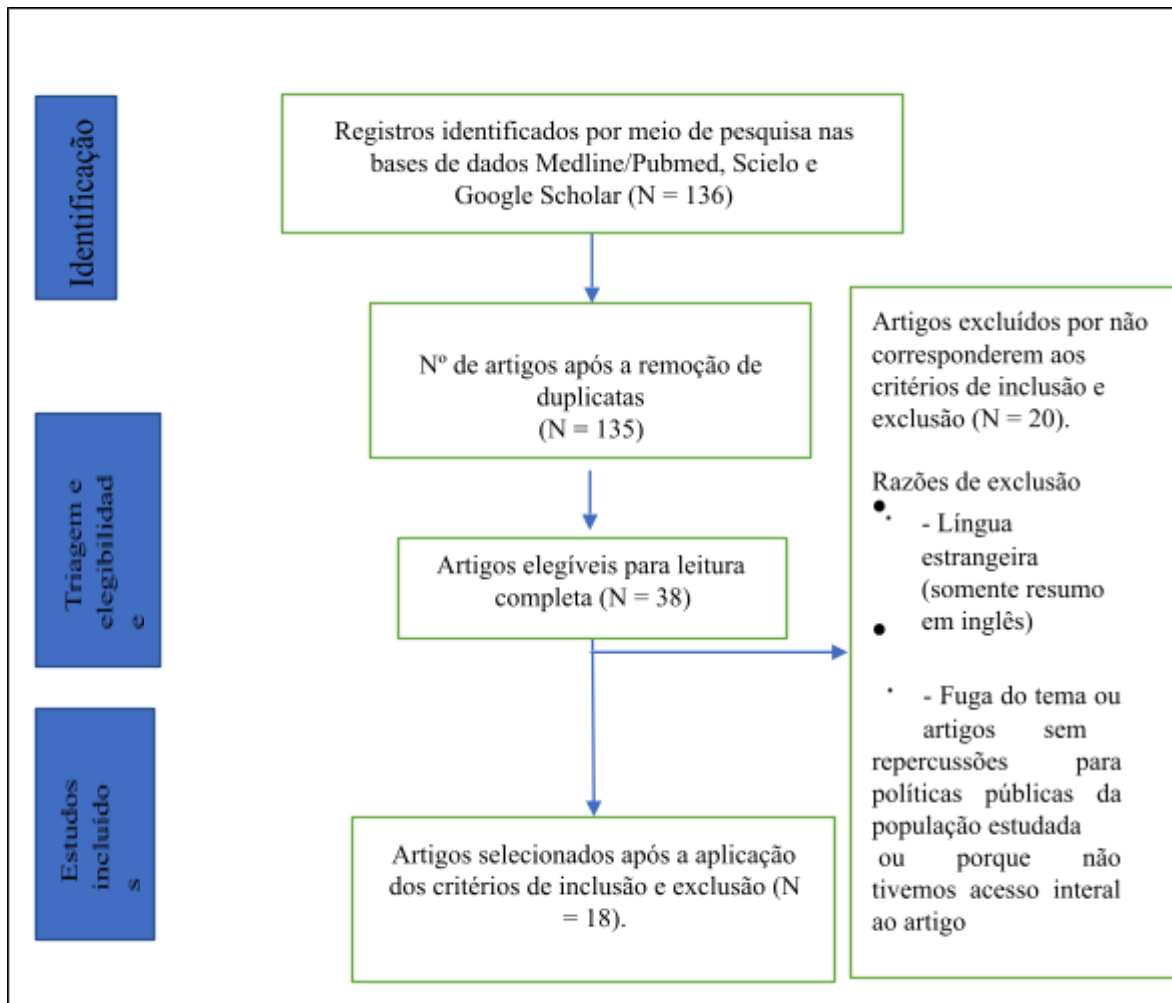 Identificação
Registros identificados por meio de pesquisa nas
bases de dados Medline/Pubmed, Scielo e
Google Scholar (N = 136)
Nº de artigos após a remoção de
duplicatas
(N = 135)
Triagem e
elegibilidad
e
Artigos elegíveis para leitura
completa (N = 38)
Artigos excluídos por não
corresponderem aos
critérios de inclusão e
exclusão (N = 20).
Razões de exclusão
- Língua
estrangeira
(somente resumo
em inglês)
- Fuga do tema ou
artigos sem
repercussões para
políticas públicas da
população estudada
ou porque não
tivemos acesso interal
ao artigo
Estudos
incluído
s
Artigos selecionados após a aplicação
dos critérios de inclusão e exclusão (N
= 18).